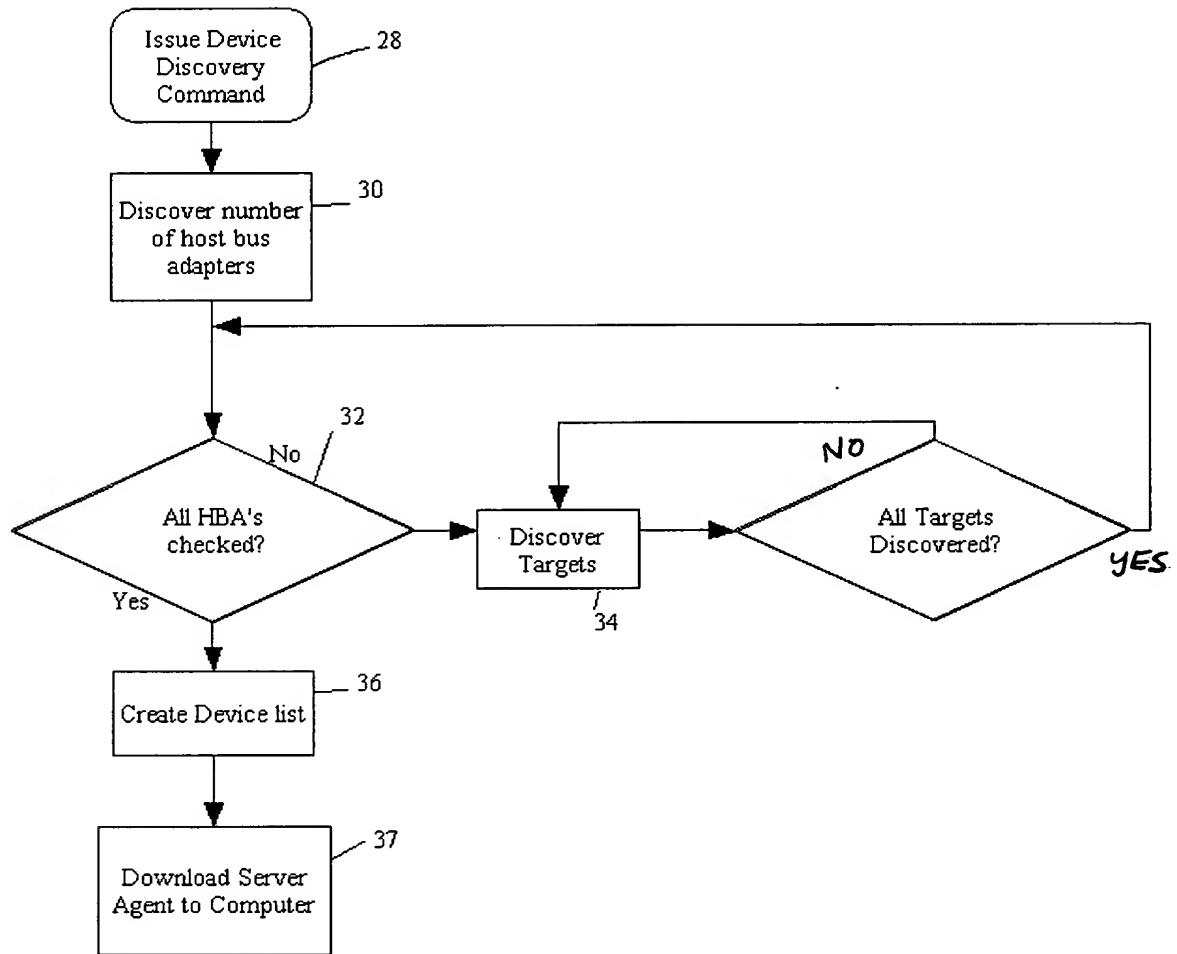 Issue Device
Discovery
Command
28
Discover number
of host bus
adapters
30
All HBA's
checked?
32
No
Yes
Discover
Targets
34
All Targets
Discovered?
NO
YES
Create Device list
36
Download Server
Agent to Computer
37